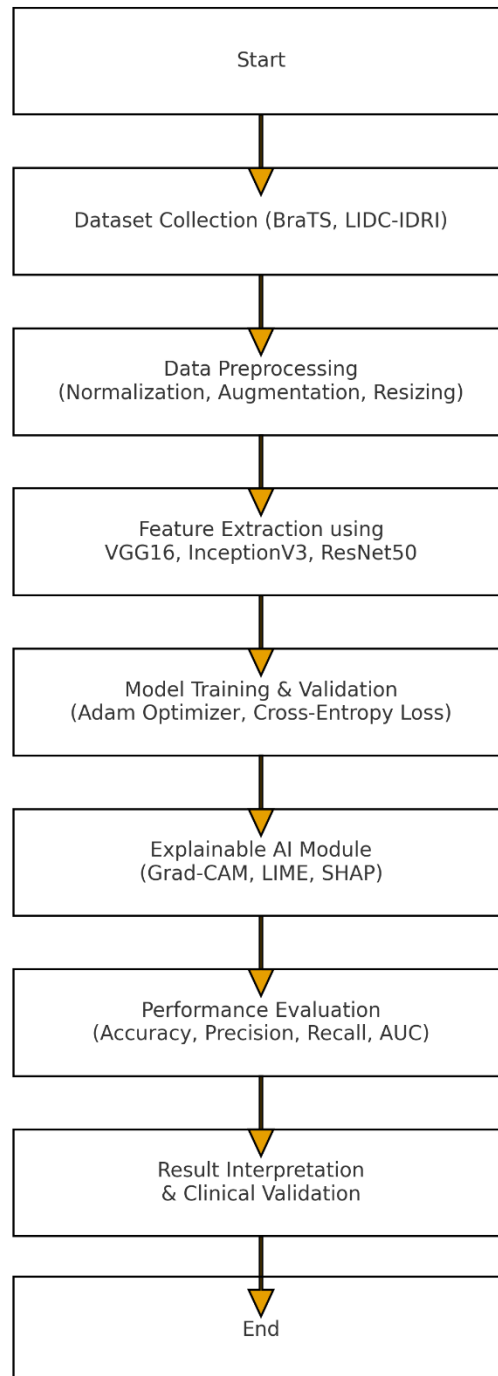 Start
Dataset Collection (BraTS, LIDC-IDRI)
Data Preprocessing
(Normalization, Augmentation, Resizing)
Feature Extraction using
VGG16, InceptionV3, ResNet50
Model Training & Validation
(Adam Optimizer, Cross-Entropy Loss)
Explainable AI Module
(Grad-CAM, LIME, SHAP)
Performance Evaluation
(Accuracy, Precision, Recall, AUC)
Result Interpretation
& Clinical Validation
End